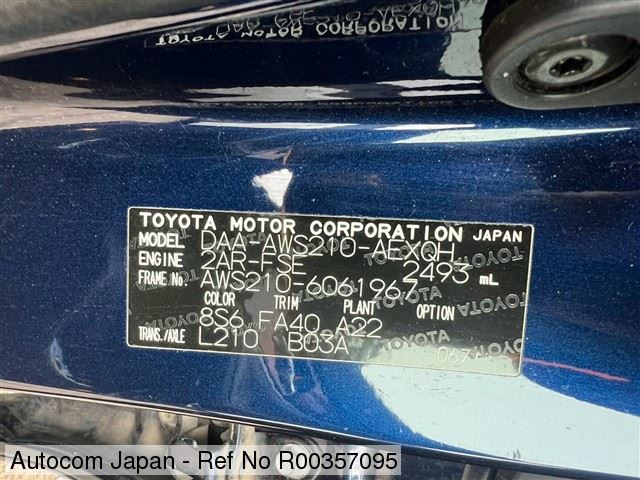 TOYOTA MOTOR CORPORATION JAPAN
MODEL DAA-AWS210-AEXQH
ENGINE 2AR-FSE 2493 mL
FRAME No. AWS210-6061967
COLOR TRIM PLANT OPTION
8S6 FA40 A22
TRANS./AXLE L210 B03A
Autocom Japan - Ref No R00357095